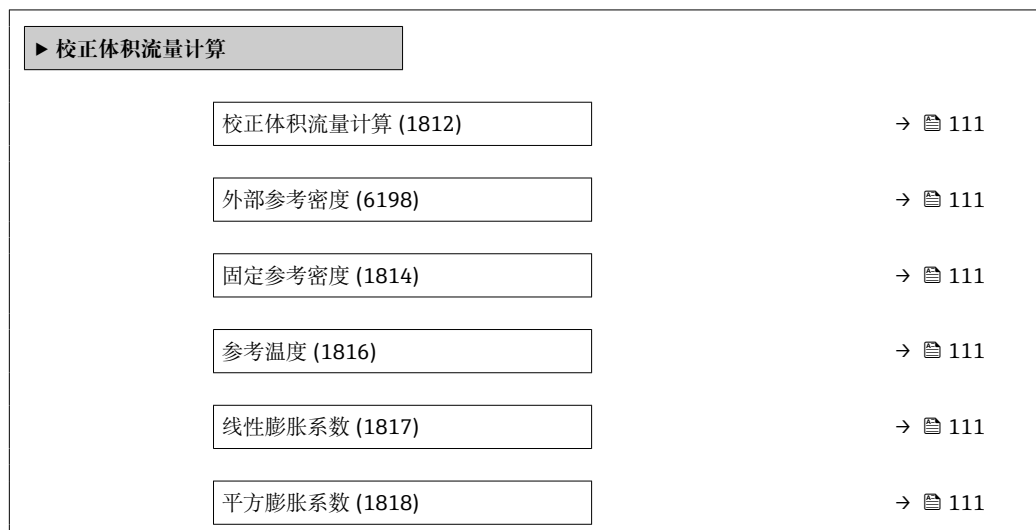 ▶ 校正体积流量计算
校正体积流量计算 (1812) → 🖺 111
外部参考密度 (6198) → 🖺 111
固定参考密度 (1814) → 🖺 111
参考温度 (1816) → 🖺 111
线性膨胀系数 (1817) → 🖺 111
平方膨胀系数 (1818) → 🖺 111